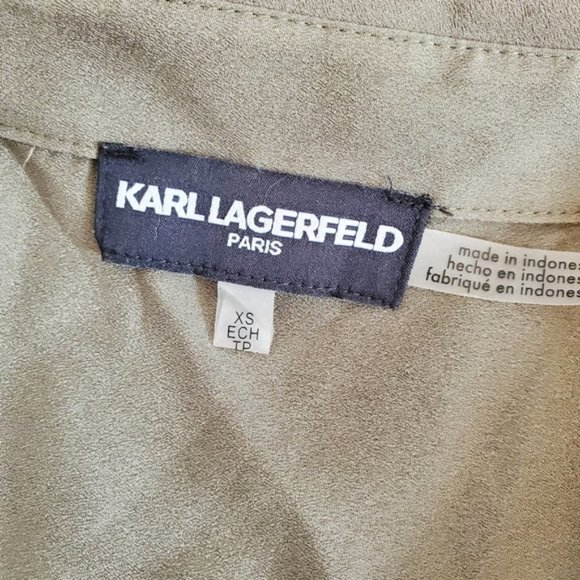 KARL LAGERFELD
PARIS
XS
ECH
TP
made in indones
hecho en indones
fabriqué en indones